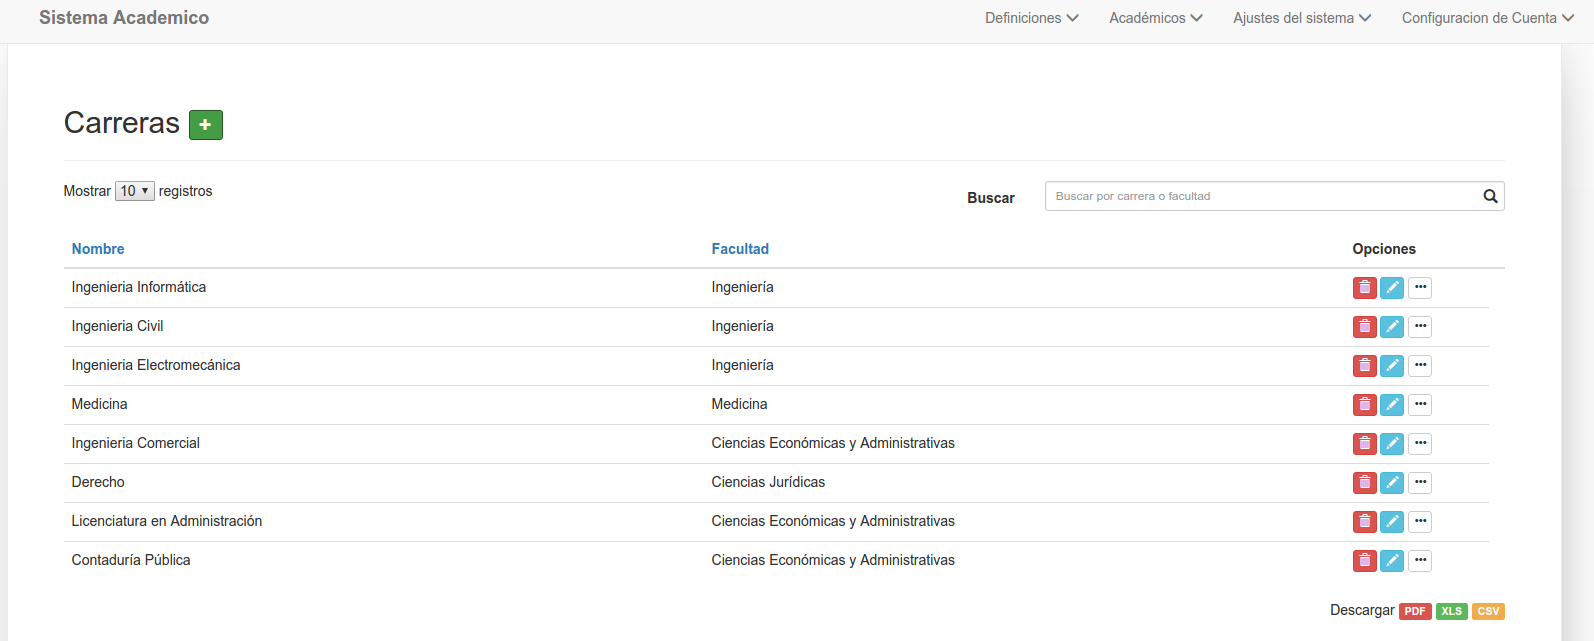 Sistema Academico Definiciones Académicos Ajustes del sistema Configuracion de Cuenta
Carreras +
Mostrar 10 registros
Buscar Buscar por carrera o facultad
Nombre Facultad Opciones
Ingenieria Informática Ingeniería
Ingenieria Civil Ingeniería
Ingenieria Electromecánica Ingeniería
Medicina Medicina
Ingenieria Comercial Ciencias Económicas y Administrativas
Derecho Ciencias Jurídicas
Licenciatura en Administración Ciencias Económicas y Administrativas
Contaduría Pública Ciencias Económicas y Administrativas
Descargar PDF XLS CSV